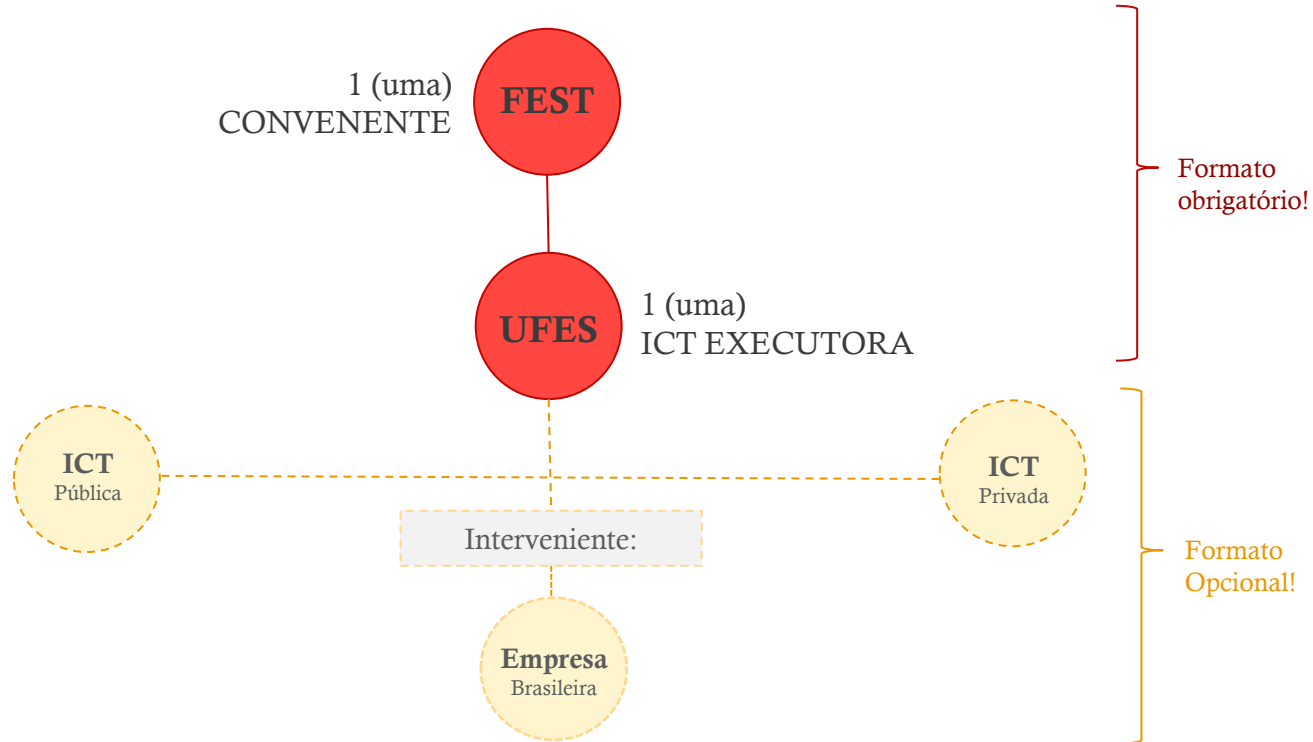 1 (uma)
CONVENENTE
FEST
Formato
obrigatório!
UFES
1 (uma)
ICT EXECUTORA
ICT
Pública
ICT
Privada
Interveniente:
Formato
Opcional!
Empresa
Brasileira